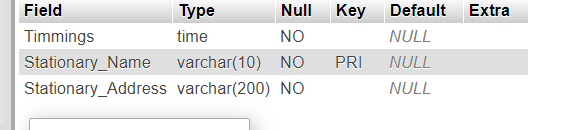 Field Type Null Key Default Extra
Timmings time NO NULL
Stationary_Name varchar(10) NO PRI NULL
Stationary_Address varchar(200) NO NULL